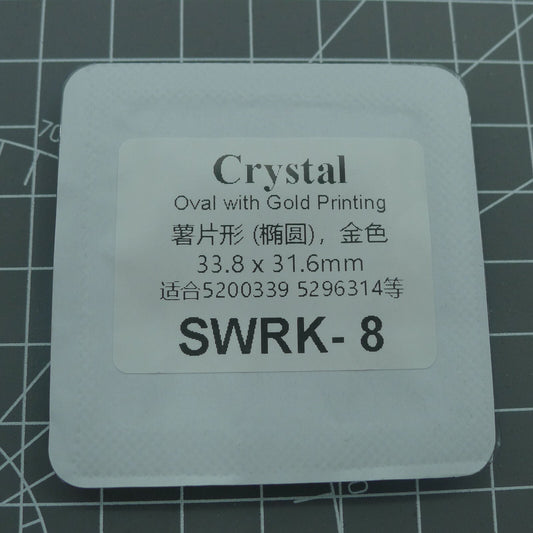 Crystal
Oval with Gold Printing
薯片形 (椭圆)，金色
33.8 x 31.6mm
适合5200339 5296314等
SWRK- 8
70